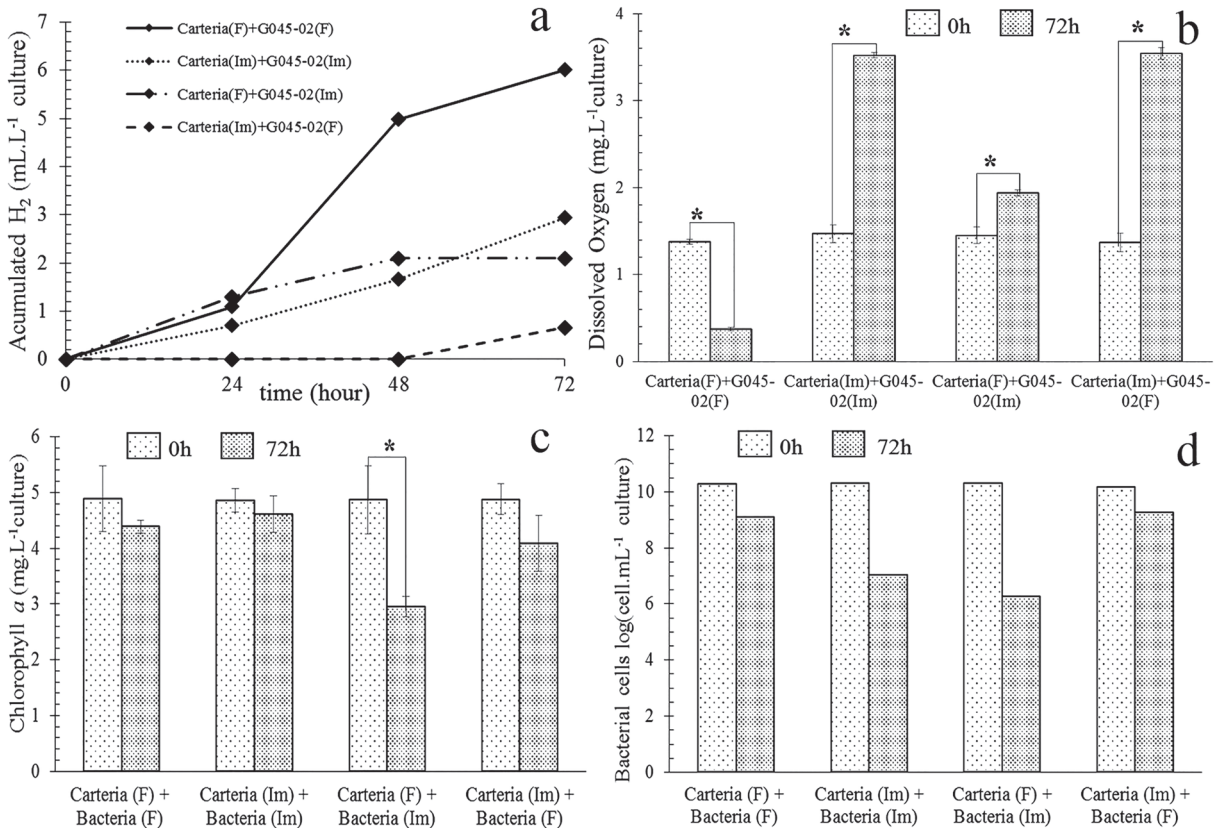 a
Acumulated H2 (mL.L-1 culture)
7
6
5
4
3
2
1
0
Carteria(F)+G045-02(F)
Carteria(Im)+G045-02(Im)
Carteria(F)+G045-02(Im)
Carteria(Im)+G045-02(F)
0
24
48
72
time (hour)
b
Dissolved Oxygen (mg.L-1culture)
4
3
2
1
0
0h
72h
*
*
*
*
Carteria(F)+G045-
02(F)
Carteria(Im)+G045-
02(Im)
Carteria(F)+G045-
02(Im)
Carteria(Im)+G045-
02(F)
c
Chlorophyll a (mg.L-1culture)
6
5
4
3
2
1
0
0h
72h
*
Carteria (F) +
Bacteria (F)
Carteria (Im) +
Bacteria (Im)
Carteria (F) +
Bacteria (Im)
Carteria (Im) +
Bacteria (F)
d
Bacterial cells log(cell.mL-1 culture)
12
10
8
6
4
2
0
0h
72h
Carteria (F) +
Bacteria (F)
Carteria (Im) +
Bacteria (Im)
Carteria (F) +
Bacteria (Im)
Carteria (Im) +
Bacteria (F)